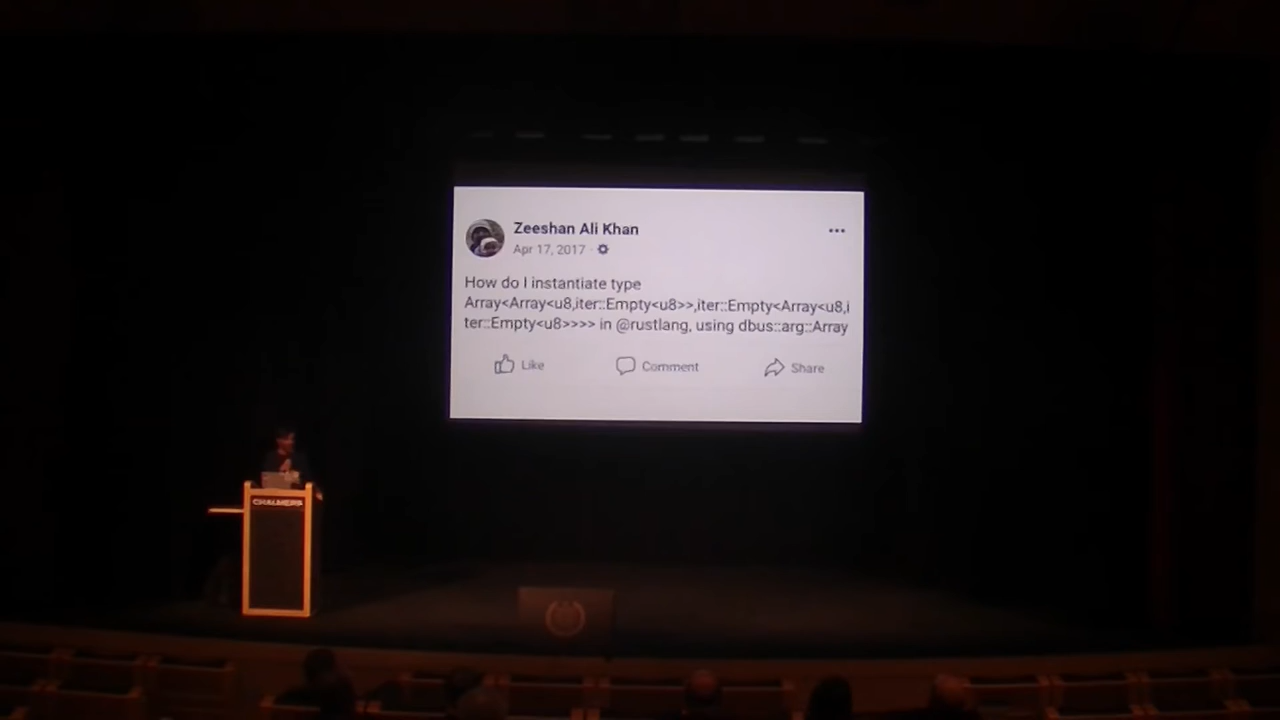 Zeeshan Ali Khan
Apr 17, 2017 ·
How do I instantiate type
Array<Array<u8,iter::Empty<u8>>,iter::Empty<Array<u8,i
ter::Empty<u8>>>> in @rustlang, using dbus::arg::Array
Like Comment Share
CHALMERS